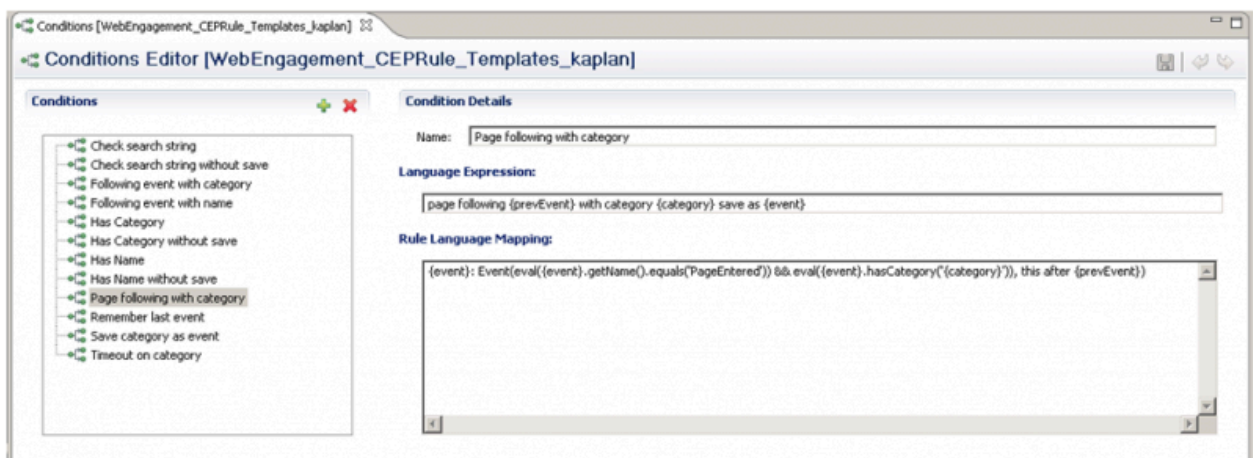 Conditions [WebEngagement_CEPRule_Templates_kaplan]
Conditions Editor [WebEngagement_CEPRule_Templates_kaplan]
Conditions
Check search string
Check search string without save
Following event with category
Following event with name
Has Category
Has Category without save
Has Name
Has Name without save
Page following with category
Remember last event
Save category as event
Timeout on category
Condition Details
Name: Page following with category
Language Expression:
page following {prevEvent} with category {category} save as {event}
Rule Language Mapping:
{event}: Event(eval({event}.getName().equals('PageEntered')) && eval({event}.hasCategory('{category}')), this after {prevEvent})